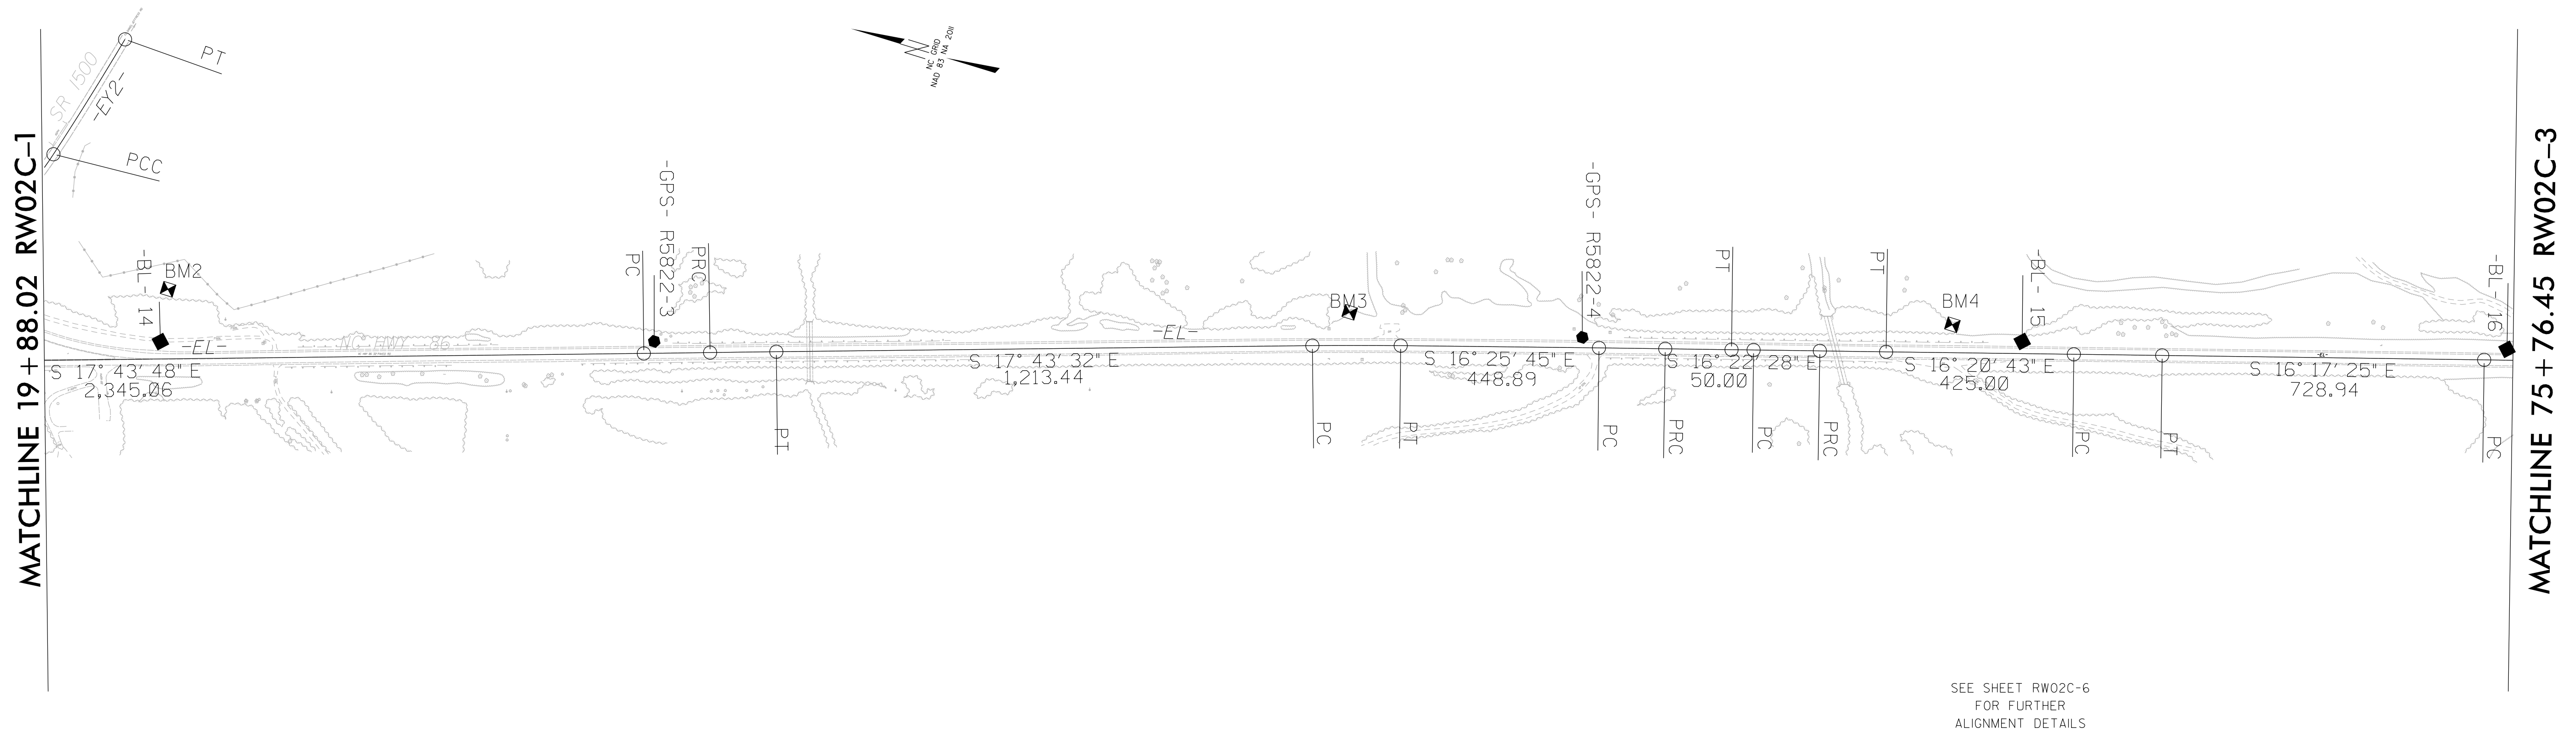 MATCHLINE 19+88.02 RW02C-1
SR 1500
-EY2-
PT
PCC
NC GRID
NAD 83 NA 2011
-BL- 14
BM2
-EL-
NC HWY 86
S 17° 43' 48" E
2,345.06
PC
-GPS- R5822-3
PRC
PT
S 17° 43' 32" E
1,213.44
-EL-
PC
BM3
PT
S 16° 25' 45" E
448.89
-GPS- R5822-4
PC
PRC
PT
S 16° 22' 28" E
50.00
PC
PRC
PT
S 16° 20' 43" E
425.00
BM4
-BL- 15
PC
PT
S 16° 17' 25" E
728.94
-EL-
-BL- 16
PC
MATCHLINE 75+76.45 RW02C-3
SEE SHEET RW02C-6
FOR FURTHER
ALIGNMENT DETAILS